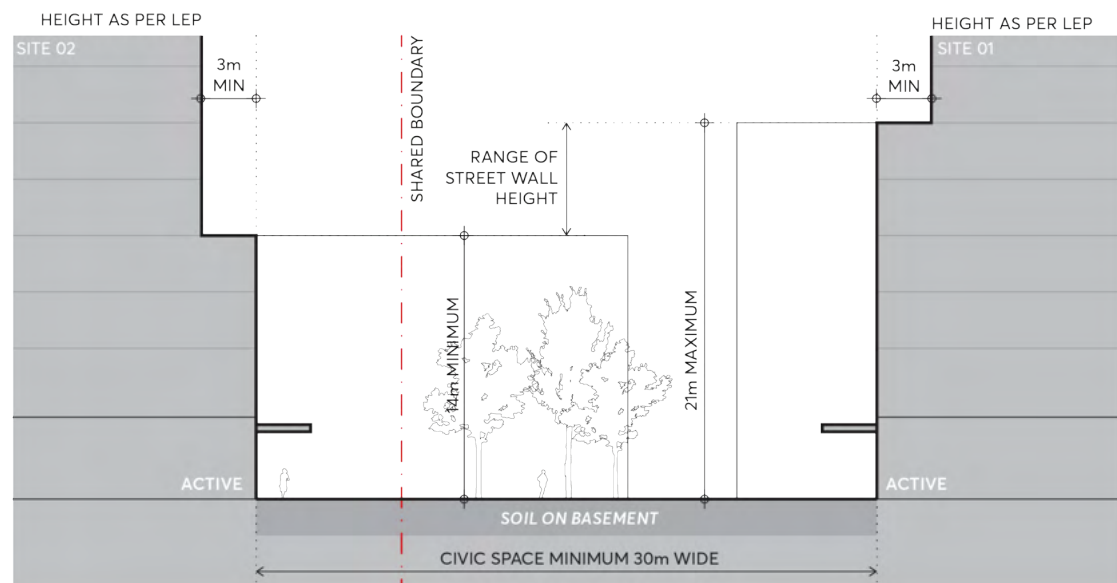 HEIGHT AS PER LEP
HEIGHT AS PER LEP
SITE 02
SITE 01
3m
MIN
3m
MIN
SHARED BOUNDARY
RANGE OF
STREET WALL
HEIGHT
14m MINIMUM
21m MAXIMUM
ACTIVE
ACTIVE
SOIL ON BASEMENT
CIVIC SPACE MINIMUM 30m WIDE